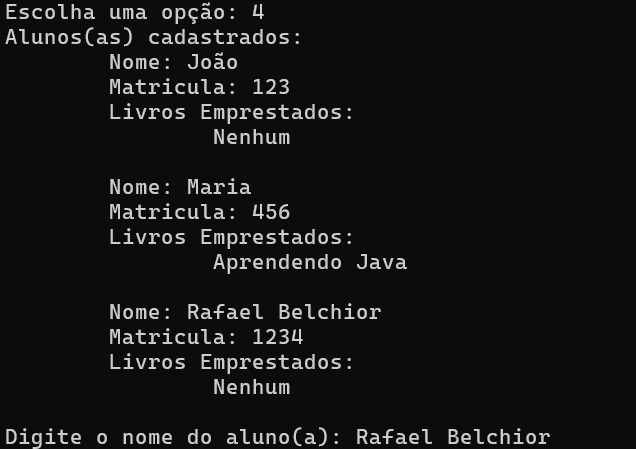 Escolha uma opção: 4
Alunos(as) cadastrados:
Nome: João
Matricula: 123
Livros Emprestados:
Nenhum
Nome: Maria
Matricula: 456
Livros Emprestados:
Aprendendo Java
Nome: Rafael Belchior
Matricula: 1234
Livros Emprestados:
Nenhum
Digite o nome do aluno(a): Rafael Belchior